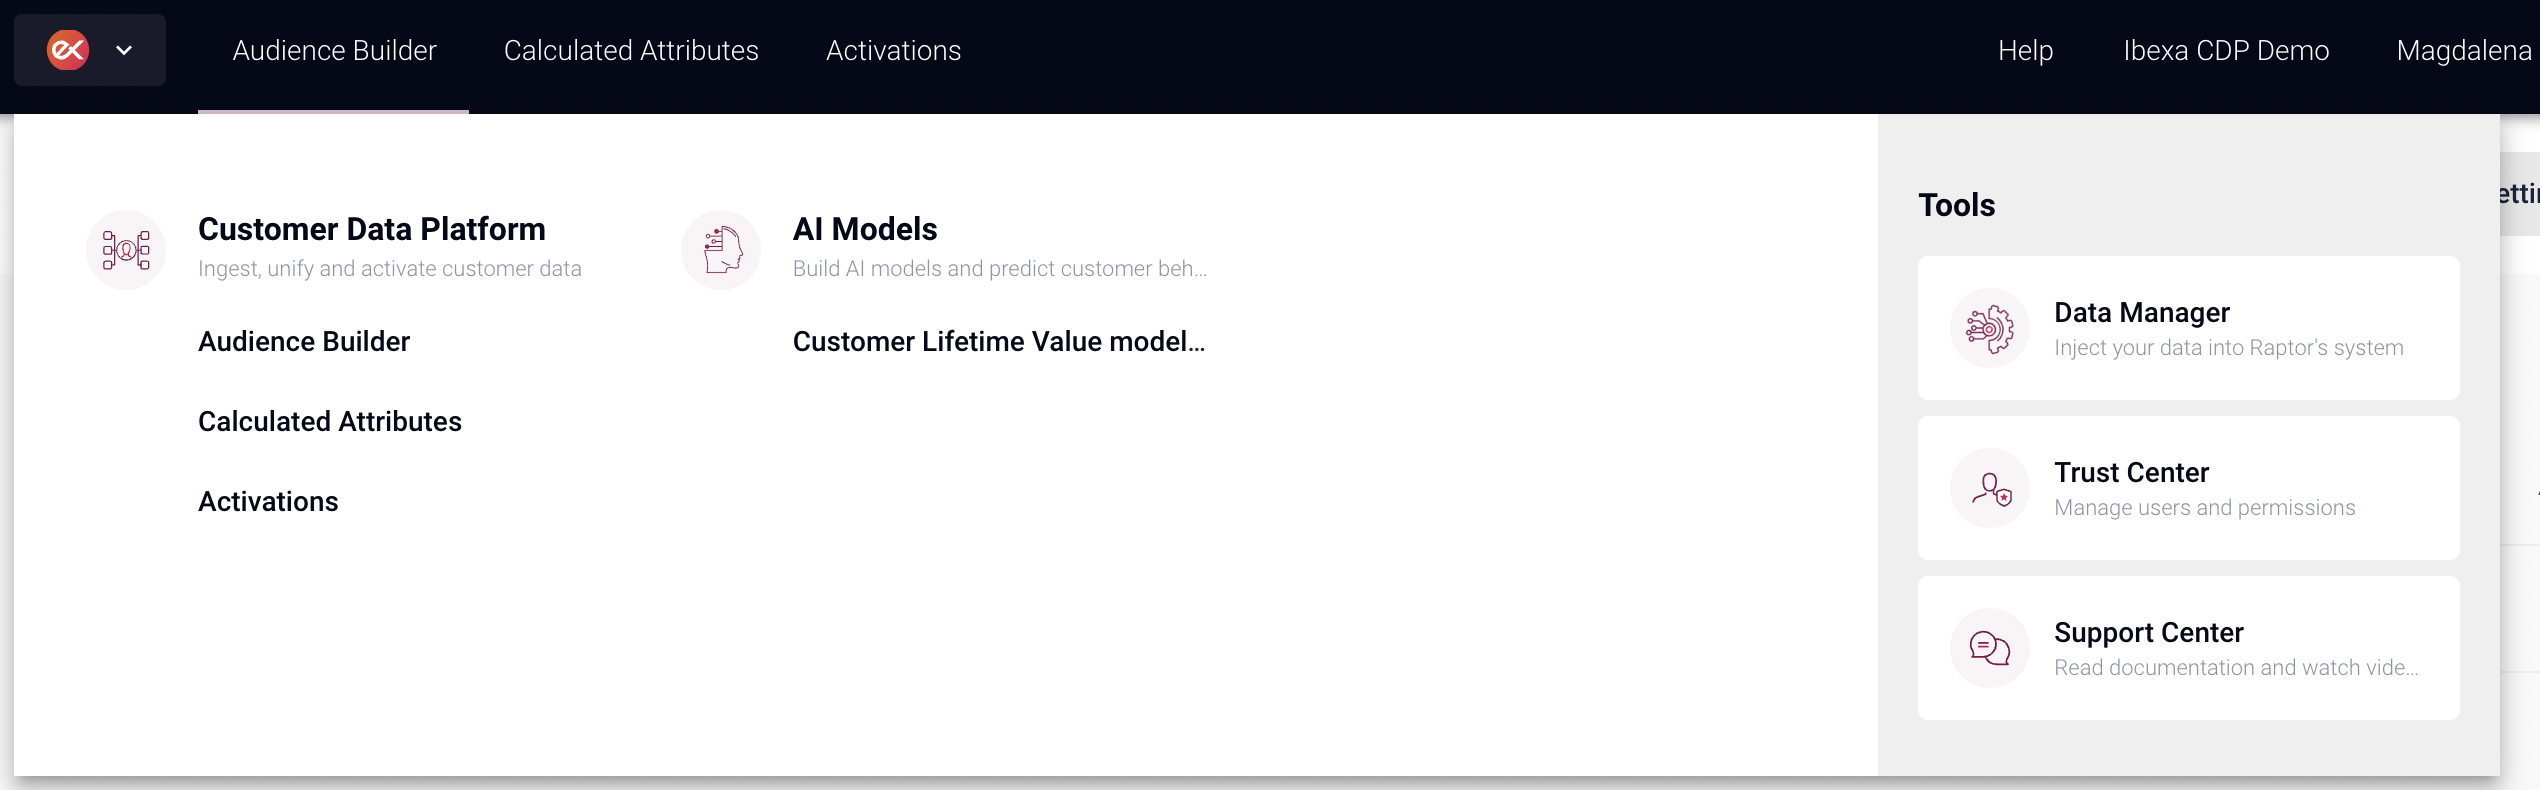 Audience Builder
Calculated Attributes
Activations
Help
Ibexa CDP Demo
Magdalena
Customer Data Platform
Ingest, unify and activate customer data
Audience Builder
Calculated Attributes
Activations
AI Models
Build AI models and predict customer beh...
Customer Lifetime Value model...
Tools
Data Manager
Inject your data into Raptor's system
Trust Center
Manage users and permissions
Support Center
Read documentation and watch vide...